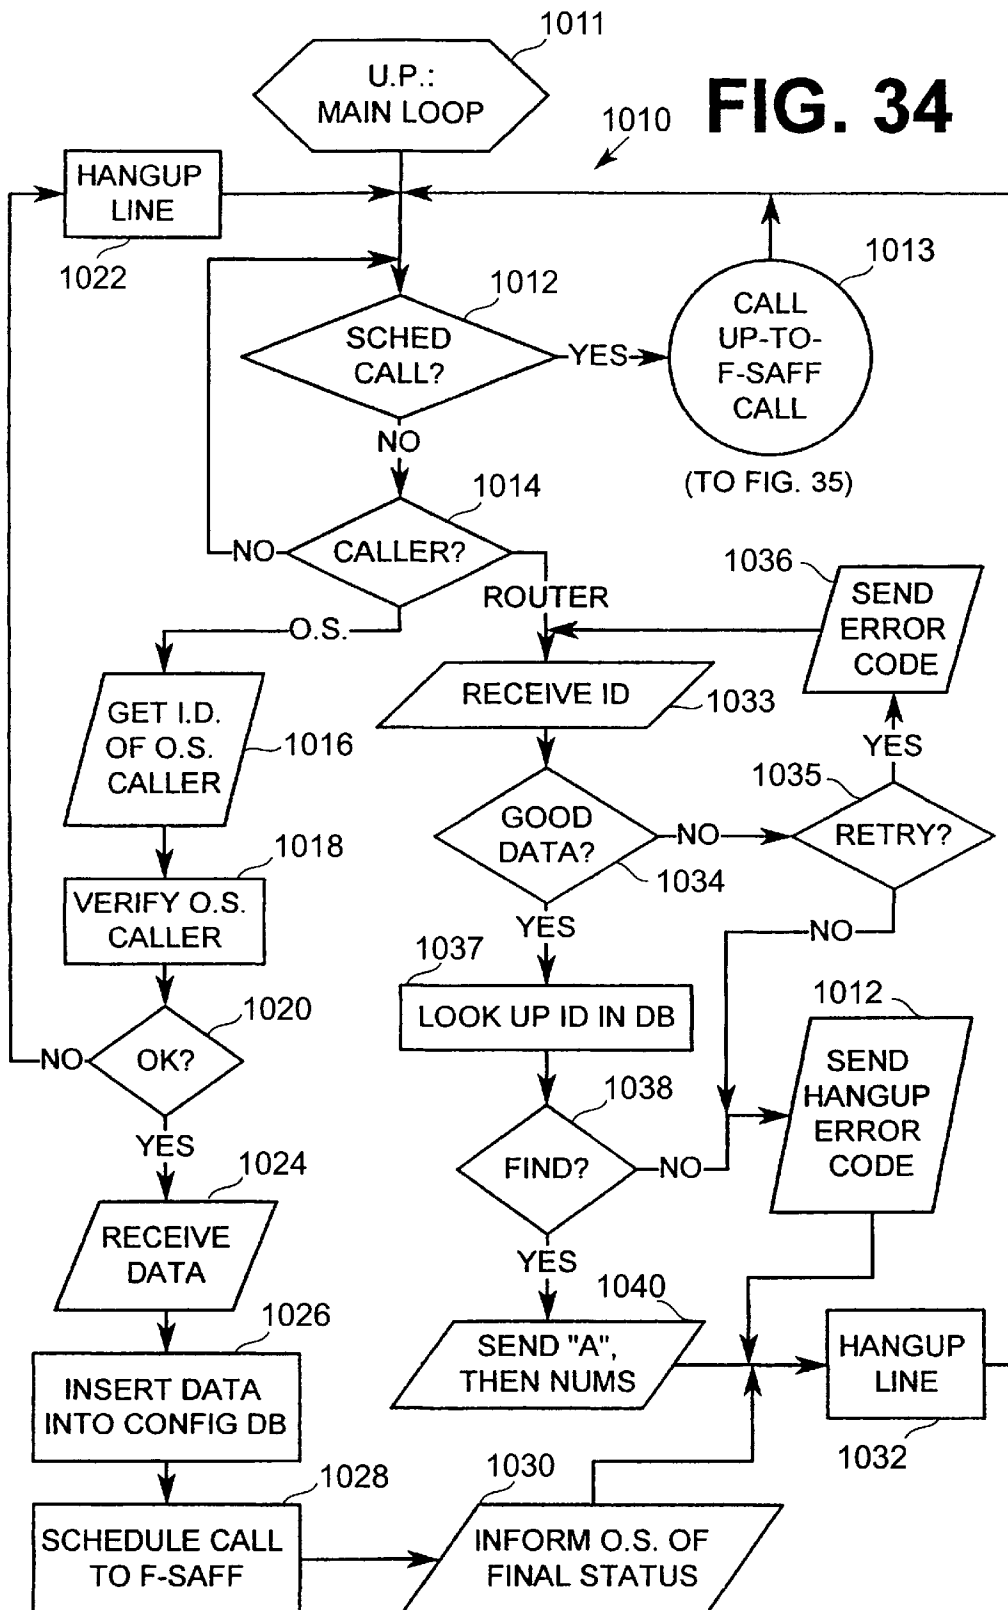 1011
U.P.:
MAIN LOOP
FIG. 34
1010
HANGUP
LINE
1022
1013
1012
SCHED
CALL?
YES
CALL
UP-TO-
F-SAFF
CALL
NO
(TO FIG. 35)
1014
CALLER?
NO
ROUTER
O.S.
1036
SEND
ERROR
CODE
RECEIVE ID
1033
GET I.D.
OF O.S.
CALLER
1016
YES
1035
RETRY?
GOOD
DATA?
NO
1034
1018
VERIFY O.S.
CALLER
YES
NO
1037
LOOK UP ID IN DB
1020
OK?
NO
1012
SEND
HANGUP
ERROR
CODE
1038
FIND?
NO
YES
1024
RECEIVE
DATA
YES
1040
SEND "A",
THEN NUMS
1026
INSERT DATA
INTO CONFIG DB
HANGUP
LINE
1032
1028
SCHEDULE CALL
TO F-SAFF
1030
INFORM O.S. OF
FINAL STATUS